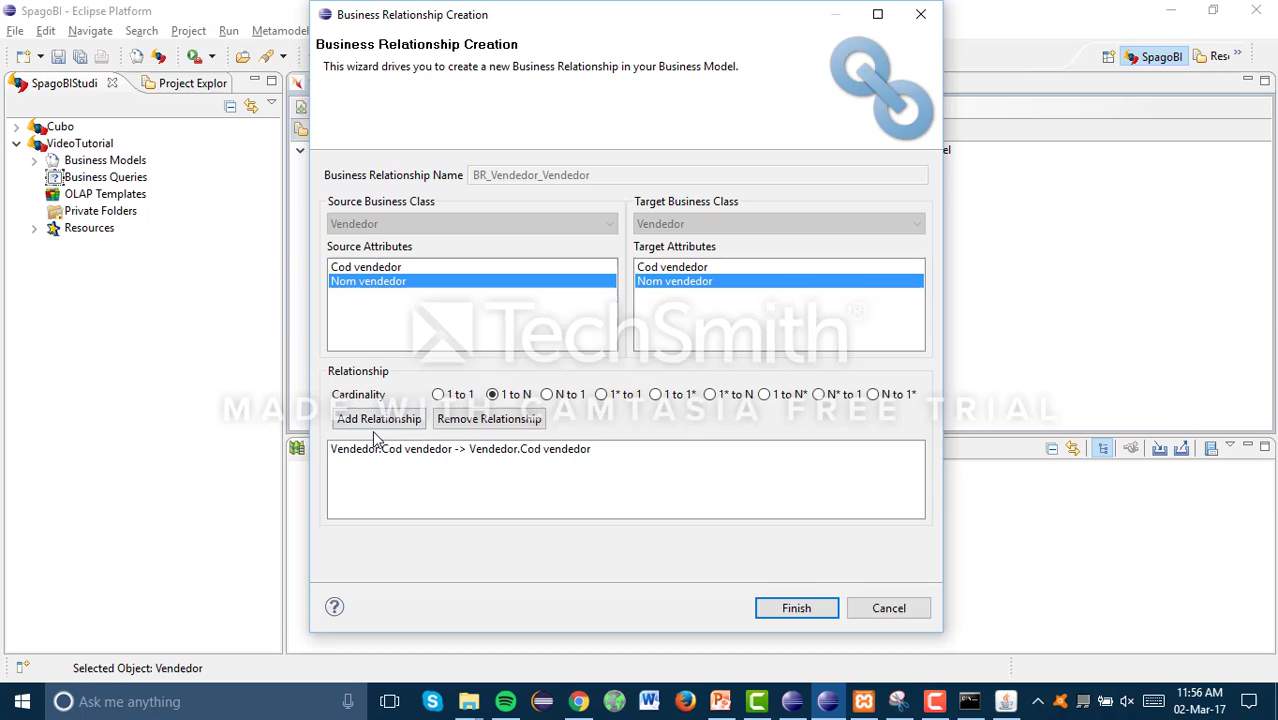 SpagoBI - Eclipse Platform
File Edit Navigate Search Project Run Metamodel
SpagoBI
SpagoBIStudi
Project Explor
Cubo
VideoTutorial
Business Models
Business Queries
OLAP Templates
Private Folders
Resources
Business Relationship Creation
Business Relationship Creation
This wizard drives you to create a new Business Relationship in your Business Model.
Business Relationship Name BR_Vendedor_Vendedor
Source Business Class Target Business Class
Vendedor Vendedor
Source Attributes Target Attributes
Cod vendedor Cod vendedor
Nom vendedor Nom vendedor
TechSmith®
MADE WITH CAMTASIA FREE TRIAL
Relationship
Cardinality 1 to 1 1 to N N to 1 1* to 1 1 to 1* 1* to N 1 to N* N* to 1 N to 1*
Add Relationship Remove Relationship
Vendedor.Cod vendedor -> Vendedor.Cod vendedor
Finish Cancel
Selected Object: Vendedor
Ask me anything
11:56 AM
02-Mar-17